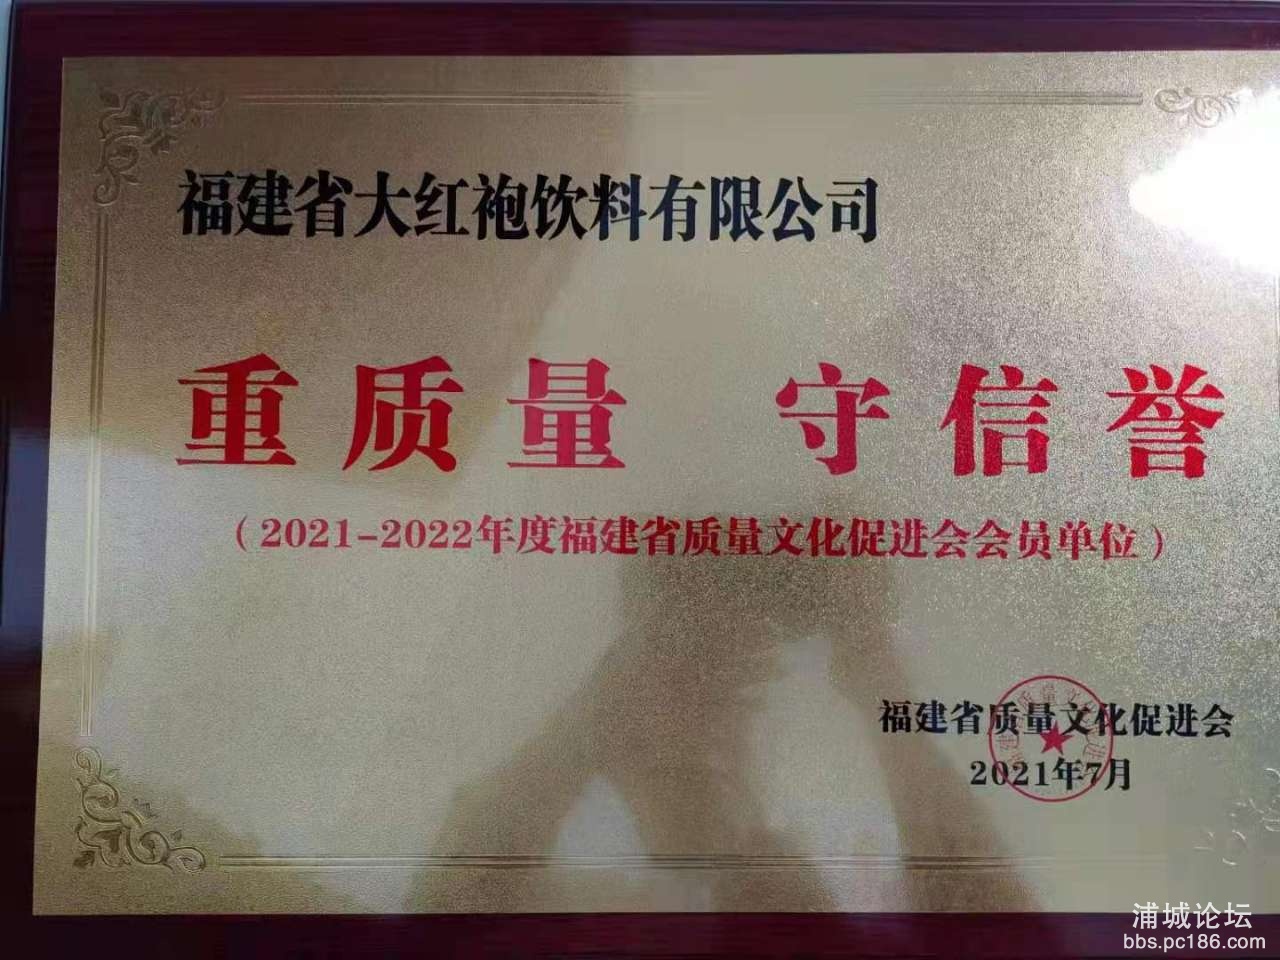 福建省大红袍饮料有限公司
重质量 守信誉
（2021-2022年度福建省质量文化促进会会员单位）
福建省质量文化促进会
2021年7月
浦城论坛
bbs.pc186.com